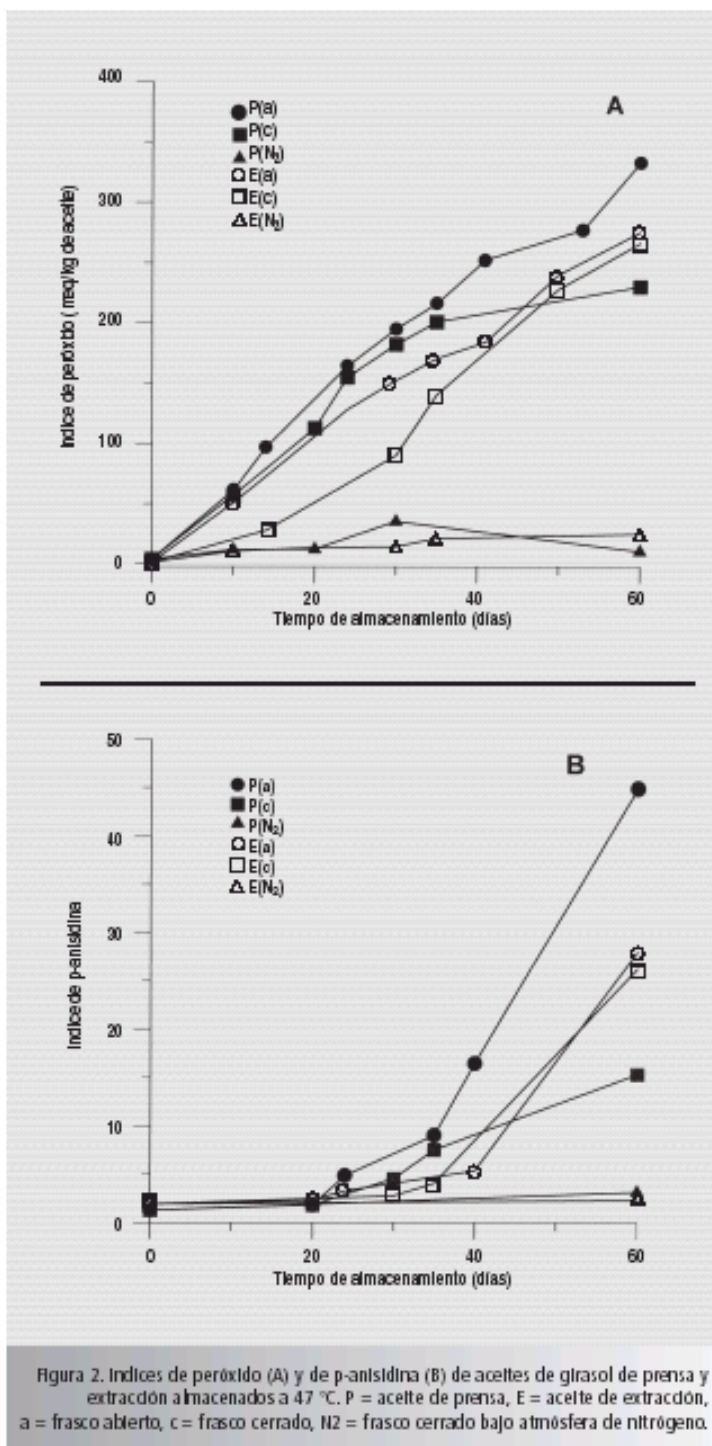 400
300
200
100
0
Indice de peróxido ( meq/kg de aceite)
A
P(a)
P(c)
P(N₂)
E(a)
E(c)
E(N₂)
0 20 40 60
Tiempo de almacenamiento (días)
50
40
30
20
10
0
Indice de p-anisidina
B
P(a)
P(c)
P(N₂)
E(a)
E(c)
E(N₂)
0 20 40 60
Tiempo de almacenamiento (días)
Figura 2. Indices de peróxido (A) y de p-anisidina (B) de aceites de girasol de prensa y
extracción almacenados a 47 °C. P = aceite de prensa, E = aceite de extracción,
a = frasco abierto, c = frasco cerrado, N2 = frasco cerrado bajo atmósfera de nitrógeno.